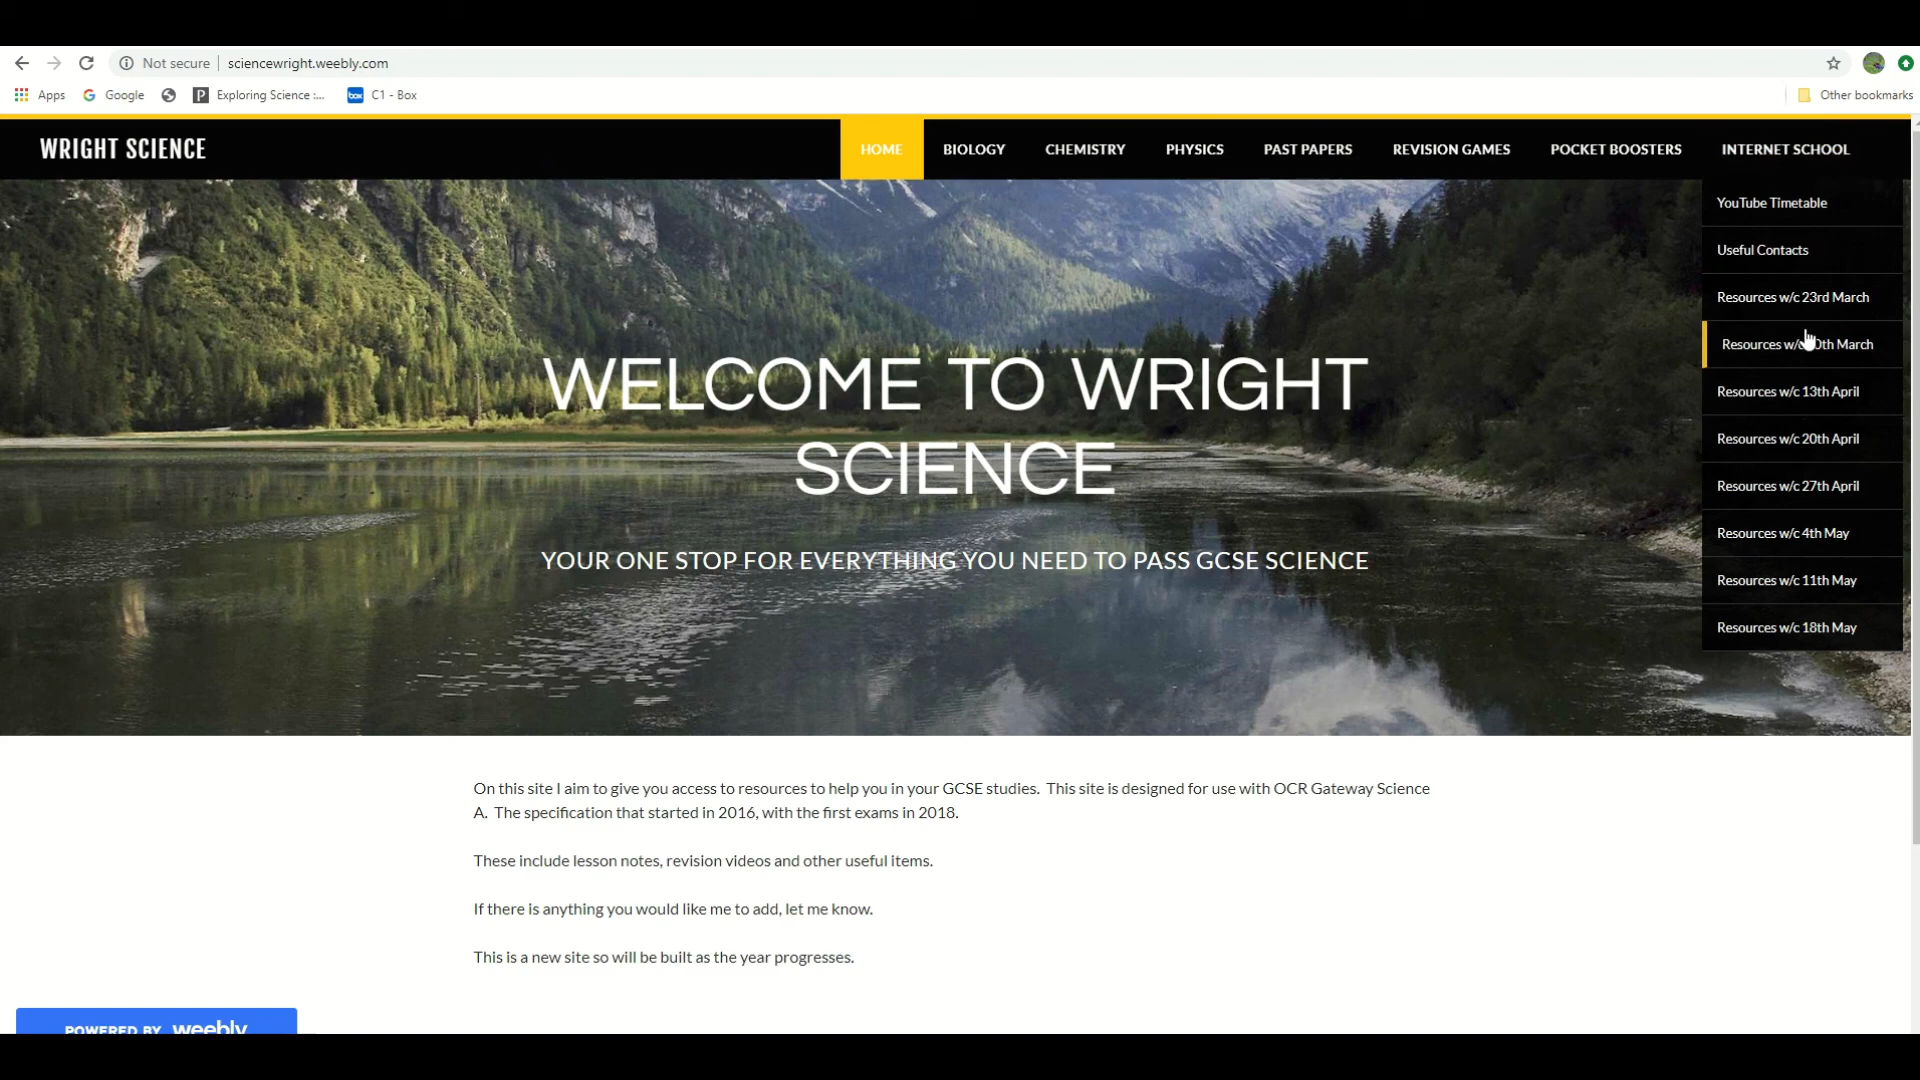 Not secure
sciencewright.weebly.com
Apps
Google
Exploring Science :...
box
C1 - Box
Other bookmarks
WRIGHT SCIENCE
HOME
BIOLOGY
CHEMISTRY
PHYSICS
PAST PAPERS
REVISION GAMES
POCKET BOOSTERS
INTERNET SCHOOL
YouTube Timetable
Useful Contacts
Resources w/c 23rd March
Resources w/c 0th March
Resources w/c 13th April
Resources w/c 20th April
Resources w/c 27th April
Resources w/c 4th May
Resources w/c 11th May
Resources w/c 18th May
WELCOME TO WRIGHT
SCIENCE
YOUR ONE STOP FOR EVERYTHING YOU NEED TO PASS GCSE SCIENCE
On this site I aim to give you access to resources to help you in your GCSE studies. This site is designed for use with OCR Gateway Science
A. The specification that started in 2016, with the first exams in 2018.
These include lesson notes, revision videos and other useful items.
If there is anything you would like me to add, let me know.
This is a new site so will be built as the year progresses.
POWERED BY weebly